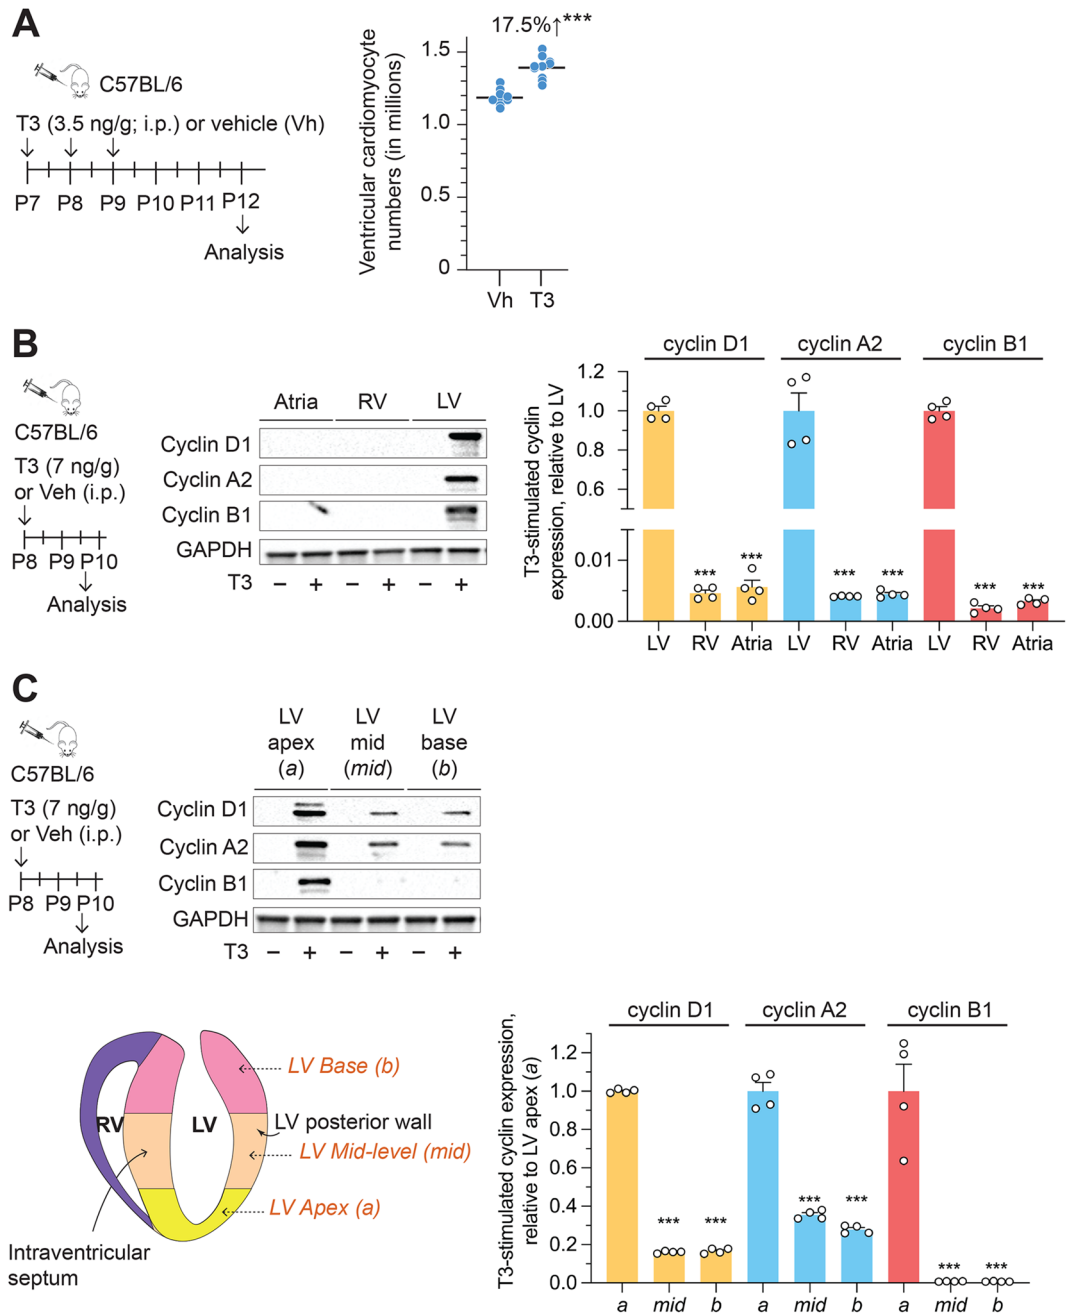 A
C57BL/6
T3 (3.5 ng/g; i.p.) or vehicle (Vh)
P7 P8 P9 P10 P11 P12
Analysis
17.5%↑***
Ventricular cardiomyocyte
numbers (in millions)
1.5
1.0
0.5
0
Vh T3
B
C57BL/6
T3 (7 ng/g)
or Veh (i.p.)
P8 P9 P10
Analysis
Atria RV LV
Cyclin D1
Cyclin A2
Cyclin B1
GAPDH
T3 – + – + – +
cyclin D1 cyclin A2 cyclin B1
T3-stimulated cyclin
expression, relative to LV
1.2
1.0
0.8
0.6
0.01
0.00
*** *** *** *** *** ***
LV RV Atria LV RV Atria LV RV Atria
C
C57BL/6
T3 (7 ng/g)
or Veh (i.p.)
P8 P9 P10
Analysis
LV LV LV
apex mid base
(a) (mid) (b)
Cyclin D1
Cyclin A2
Cyclin B1
GAPDH
T3 – + – + – +
RV LV
LV Base (b)
LV posterior wall
LV Mid-level (mid)
LV Apex (a)
Intraventricular
septum
cyclin D1 cyclin A2 cyclin B1
T3-stimulated cyclin expression,
relative to LV apex (a)
1.2
1.0
0.8
0.6
0.4
0.2
0.0
*** *** *** *** *** ***
a mid b a mid b a mid b